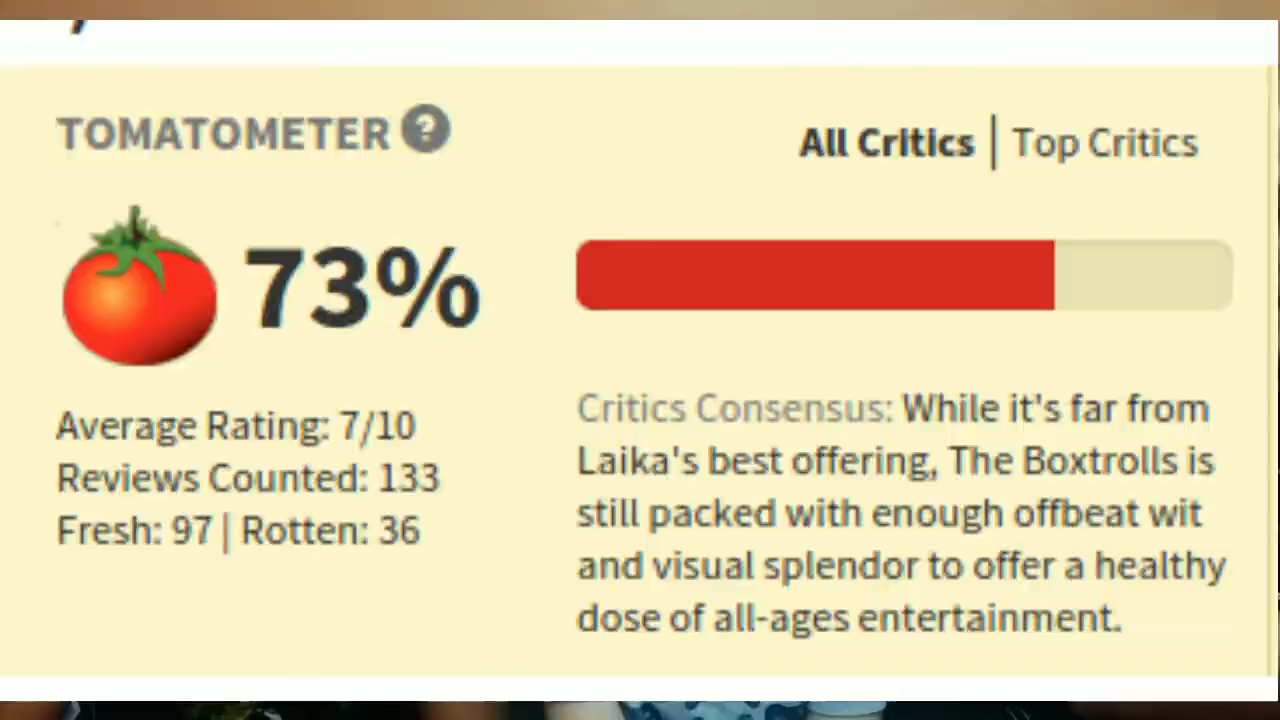 TOMATOMETER ?
All Critics | Top Critics
73%
Average Rating: 7/10
Reviews Counted: 133
Fresh: 97 | Rotten: 36
Critics Consensus: While it's far from
Laika's best offering, The Boxtrolls is
still packed with enough offbeat wit
and visual splendor to offer a healthy
dose of all-ages entertainment.